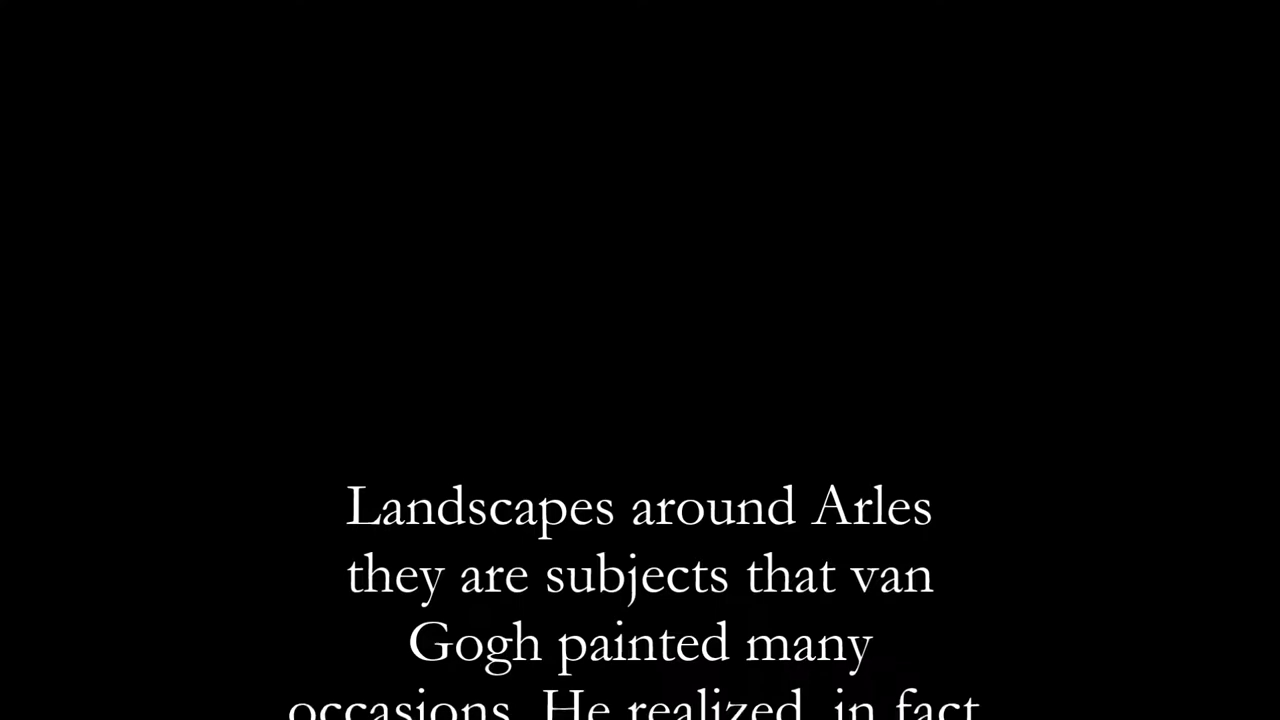 Landscapes around Arles
they are subjects that van
Gogh painted many
occasions. He realized, in fact